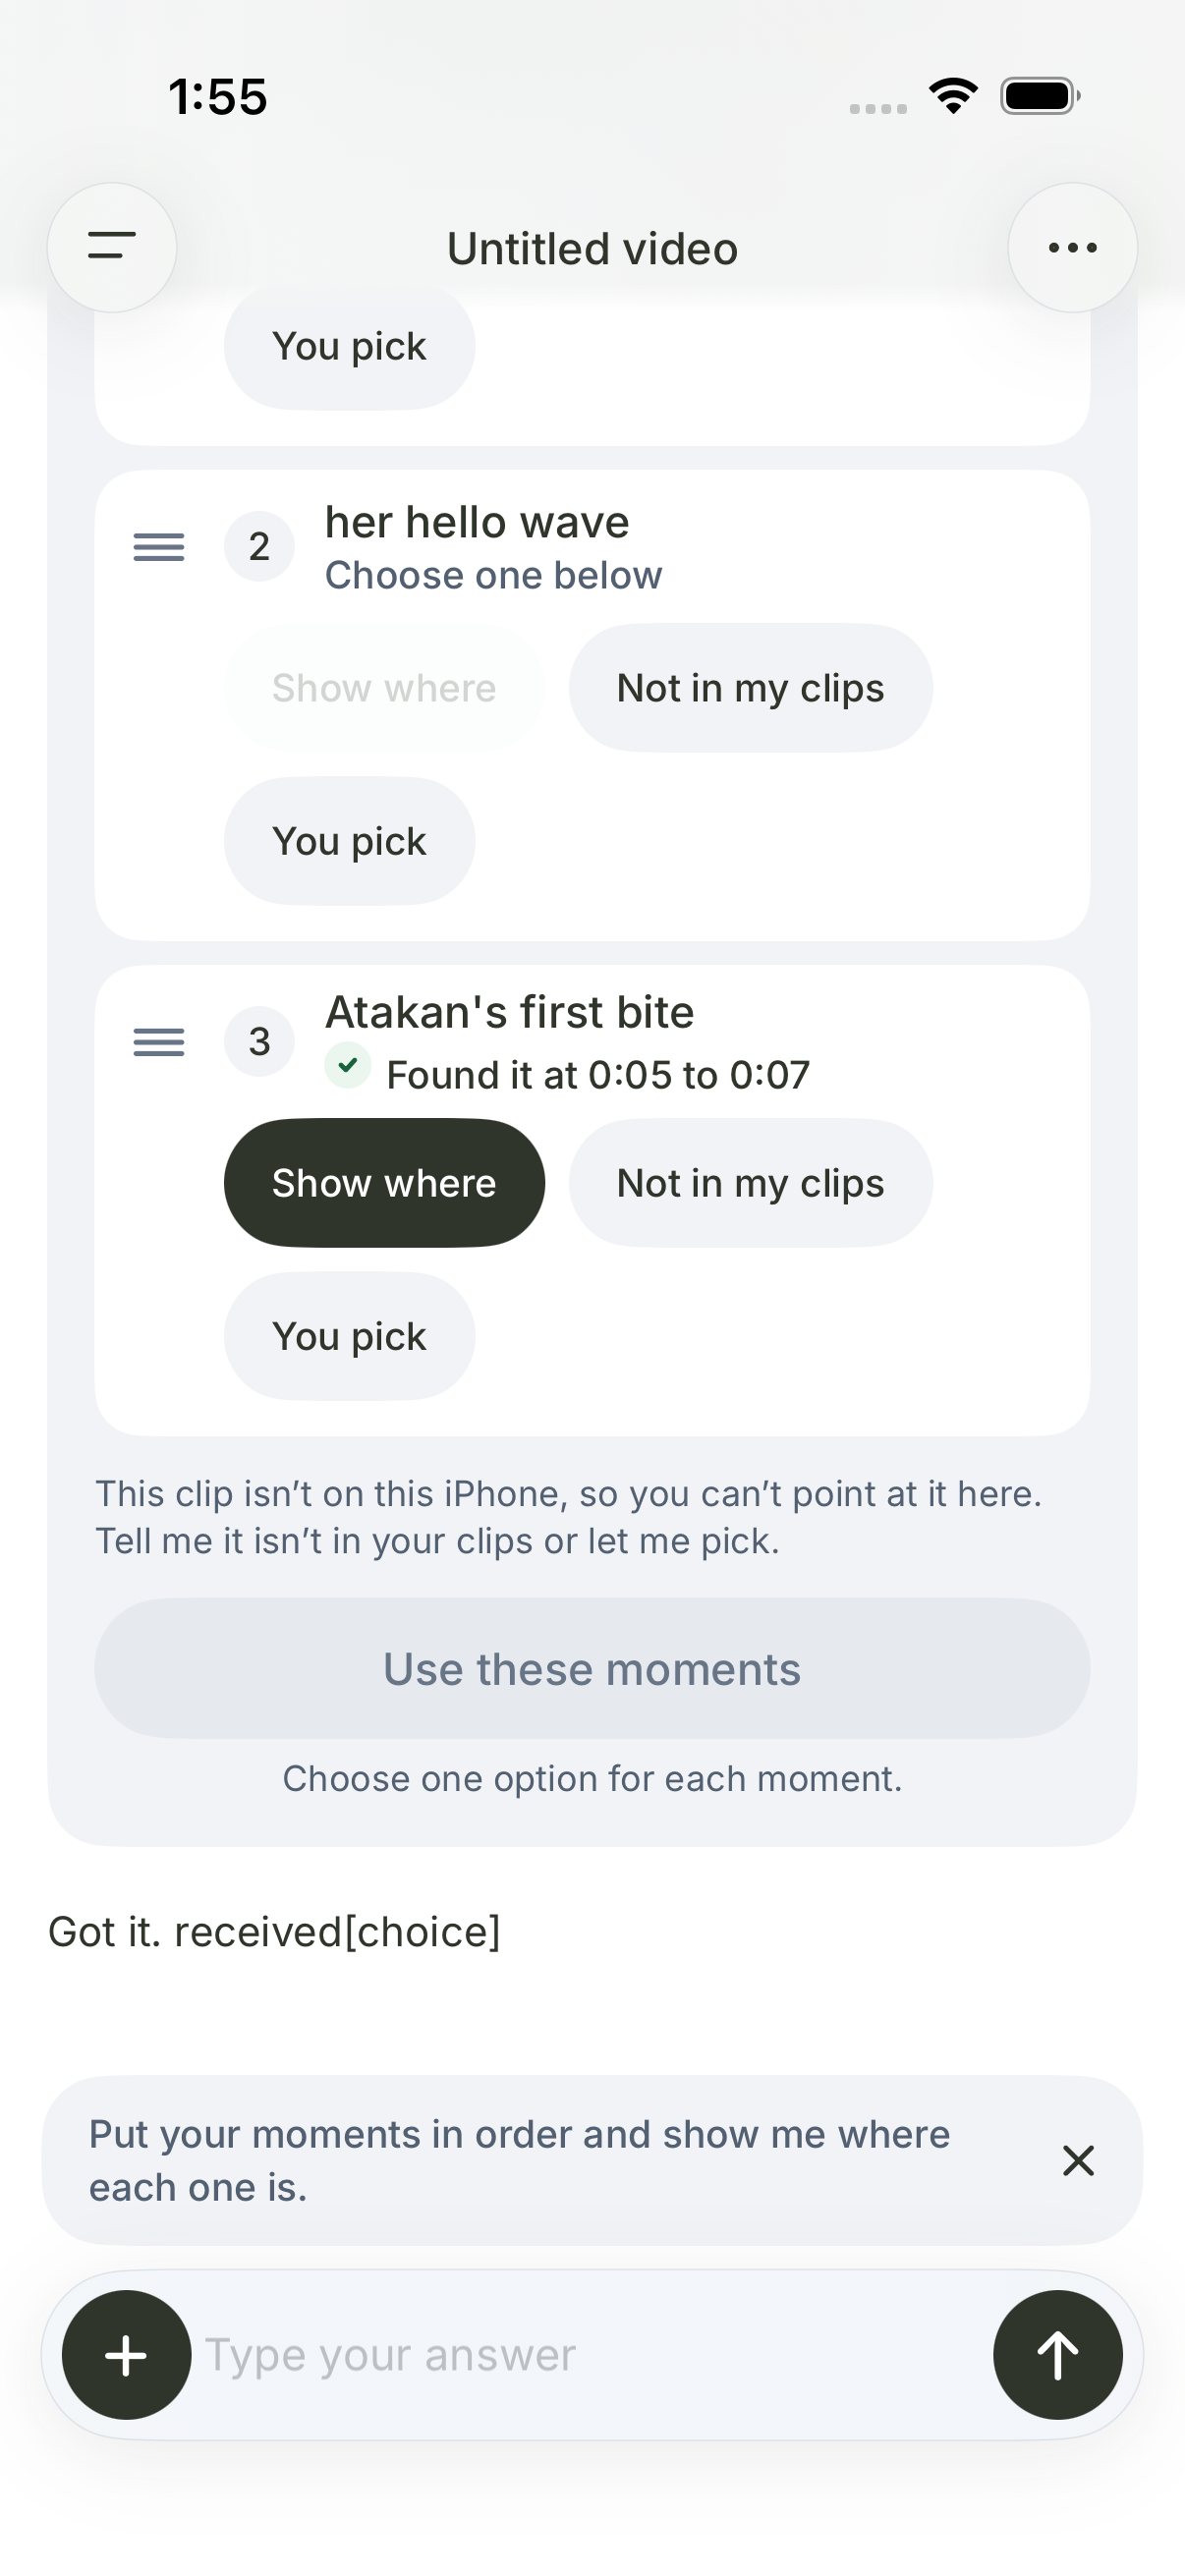 1:55
Untitled video
You pick
2
her hello wave
Choose one below
Show where
Not in my clips
You pick
3
Atakan's first bite
Found it at 0:05 to 0:07
Show where
Not in my clips
You pick
This clip isn’t on this iPhone, so you can’t point at it here.
Tell me it isn’t in your clips or let me pick.
Use these moments
Choose one option for each moment.
Got it. received[choice]
Put your moments in order and show me where
each one is.
Type your answer